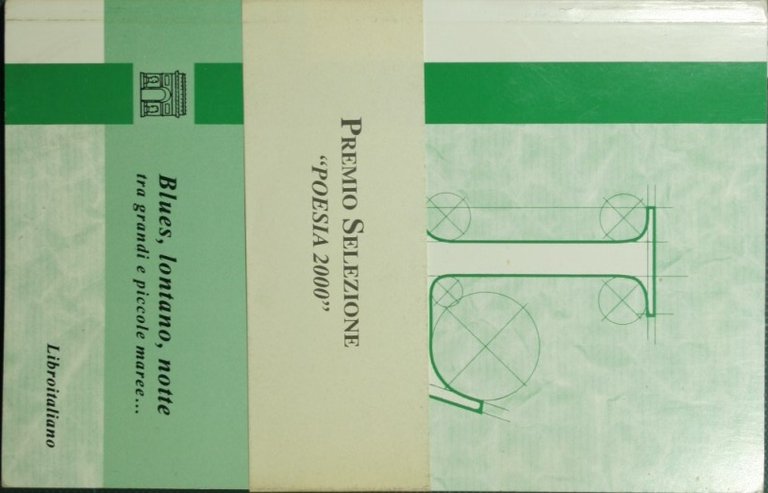 PREMIO SELEZIONE
"POESIA 2000"
Blues, lontano, notte
tra grandi e piccole maree...
Libroitaliano